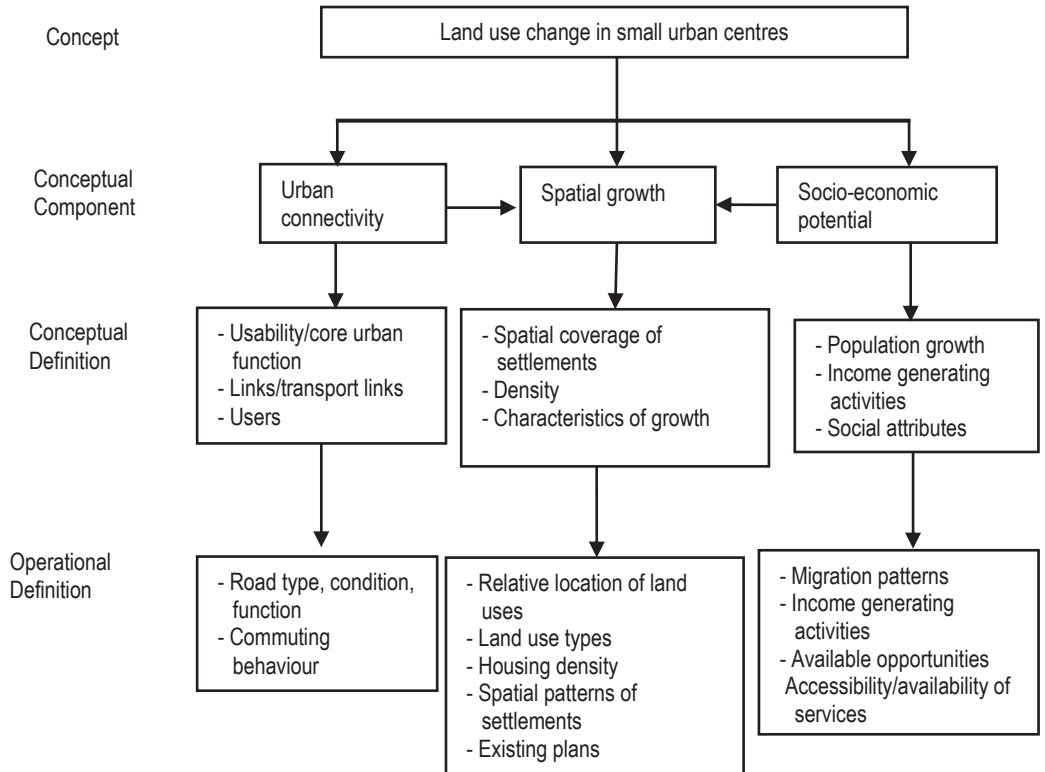 Concept
Land use change in small urban centres
Conceptual
Component
Urban
connectivity
Spatial growth
Socio-economic
potential
Conceptual
Definition
- Usability/core urban
function
- Links/transport links
- Users
- Spatial coverage of
settlements
- Density
- Characteristics of growth
- Population growth
- Income generating
activities
- Social attributes
Operational
Definition
- Road type, condition,
function
- Commuting
behaviour
- Relative location of land
uses
- Land use types
- Housing density
- Spatial patterns of
settlements
- Existing plans
- Migration patterns
- Income generating
activities
- Available opportunities
Accessibility/availability of
services